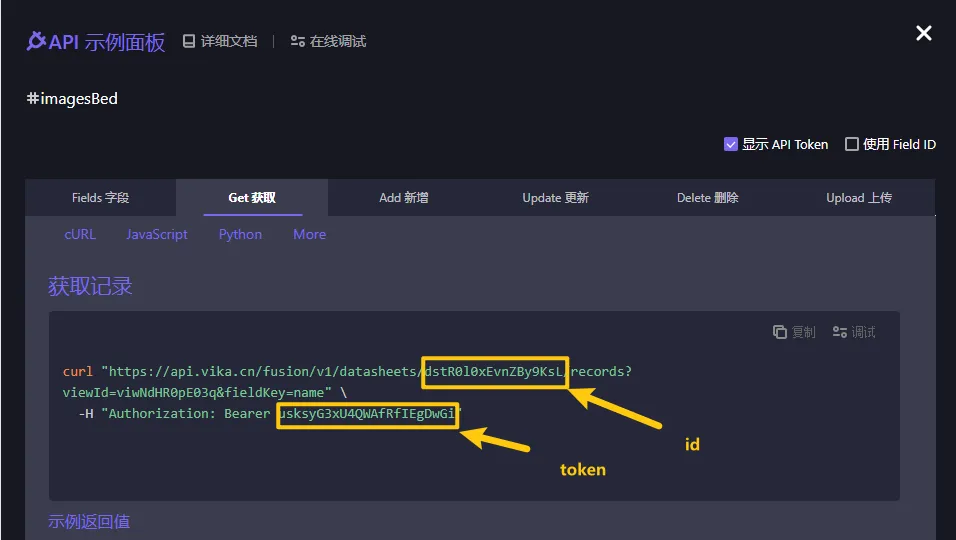 API 示例面板 详细文档 | 在线调试
#imagesBed
显示 API Token 使用 Field ID
Fields 字段 Get 获取 Add 新增 Update 更新 Delete 删除 Upload 上传
cURL JavaScript Python More
获取记录
复制 调试
curl "https://api.vika.cn/fusion/v1/datasheets/dstR0l0xEvnZBy9KsL/records?
viewId=viwNdHR0pE03q&fieldKey=name" \
-H "Authorization: Bearer usksyG3xU4QWAfRfIEgDwGi"
id
token
示例返回值